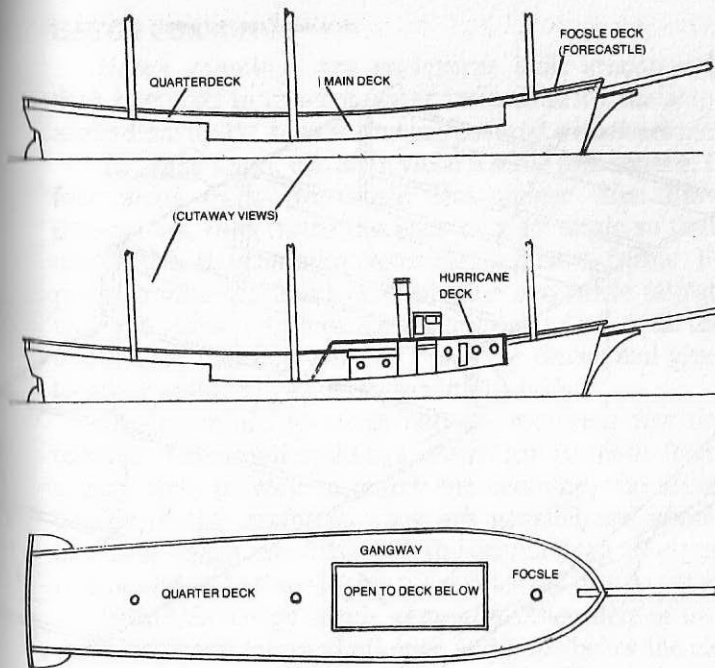 QUARTERDECK
MAIN DECK
FOCSLE DECK
(FORECASTLE)
(CUTAWAY VIEWS)
HURRICANE
DECK
GANGWAY
QUARTER DECK
OPEN TO DECK BELOW
FOCSLE